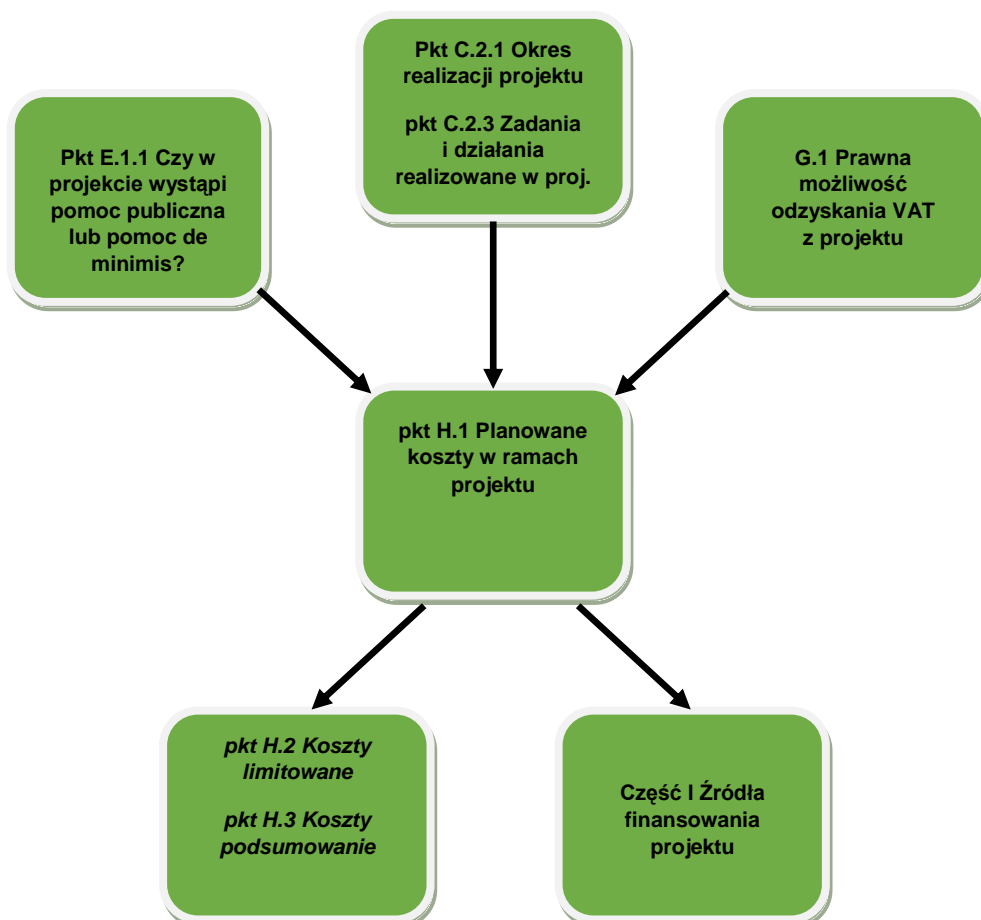 Pkt C.2.1 Okres
realizacji projektu
pkt C.2.3 Zadania
i działania
realizowane w proj.
Pkt E.1.1 Czy w
projekcie wystąpi
pomoc publiczna
lub pomoc de
minimis?
G.1 Prawna
możliwość
odzyskania VAT
z projektu
pkt H.1 Planowane
koszty w ramach
projektu
pkt H.2 Koszty
limitowane
pkt H.3 Koszty
podsumowanie
Część I Źródła
finansowania
projektu